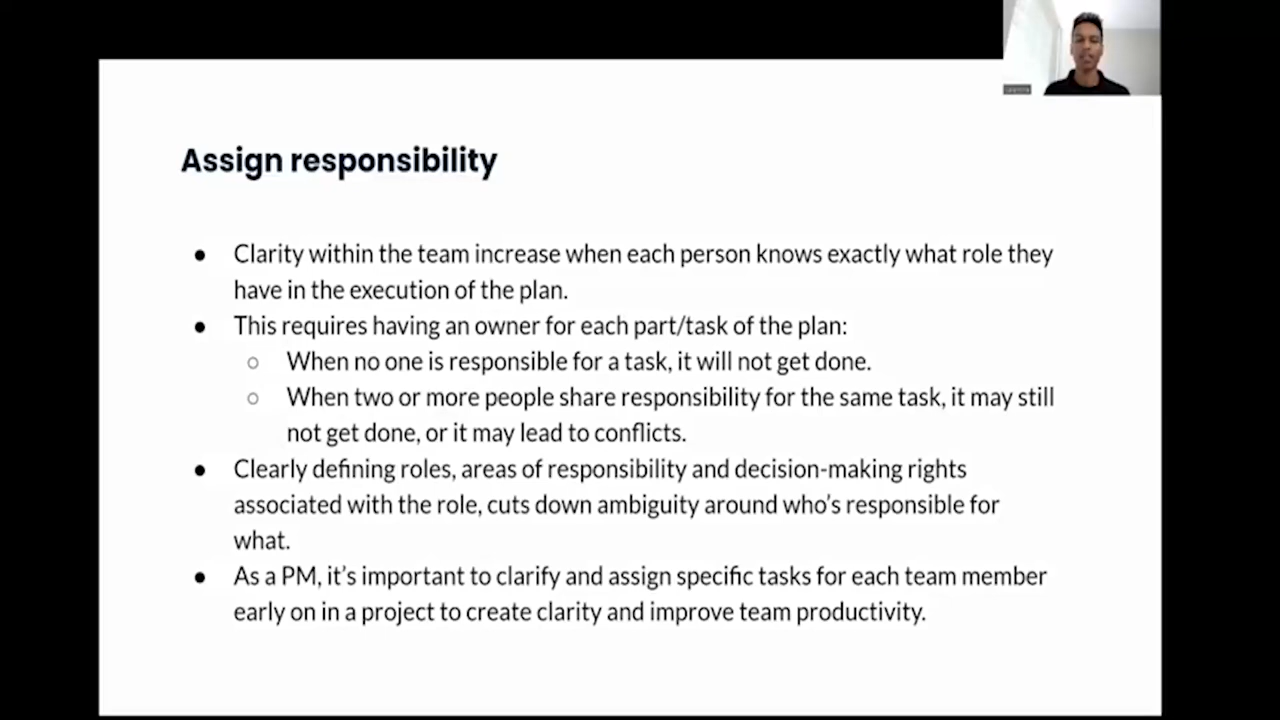 Assign responsibility
● Clarity within the team increase when each person knows exactly what role they
have in the execution of the plan.
● This requires having an owner for each part/task of the plan:
○ When no one is responsible for a task, it will not get done.
○ When two or more people share responsibility for the same task, it may still
not get done, or it may lead to conflicts.
● Clearly defining roles, areas of responsibility and decision-making rights
associated with the role, cuts down ambiguity around who's responsible for
what.
● As a PM, it's important to clarify and assign specific tasks for each team member
early on in a project to create clarity and improve team productivity.